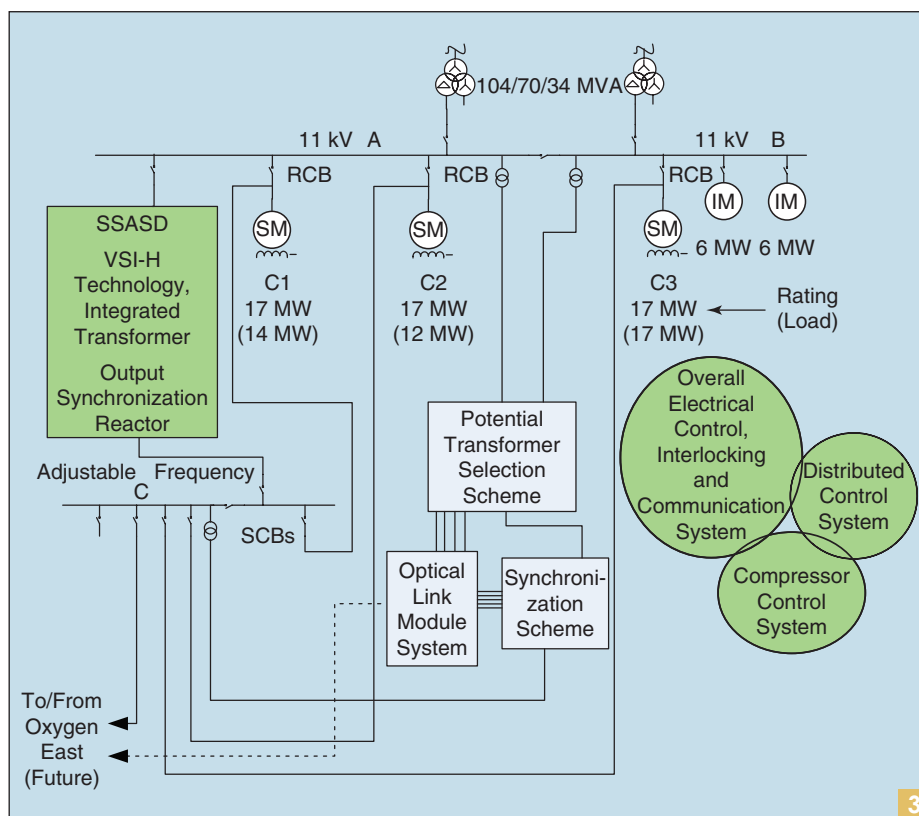 104/70/34 MVA
11 kV A
11 kV B
RCB
RCB
RCB
SSASD
VSI-H
Technology,
Integrated
Transformer
Output
Synchronization
Reactor
SM
C1
17 MW
(14 MW)
SM
C2
17 MW
(12 MW)
SM
C3
17 MW
(17 MW)
IM
6 MW
IM
6 MW
Rating
(Load)
Adjustable Frequency
C
SCBs
Potential
Transformer
Selection
Scheme
Optical
Link
Module
System
Synchroni-
zation
Scheme
Overall
Electrical
Control,
Interlocking
and
Communication
System
Distributed
Control
System
Compressor
Control
System
To/From
Oxygen
East
(Future)
3